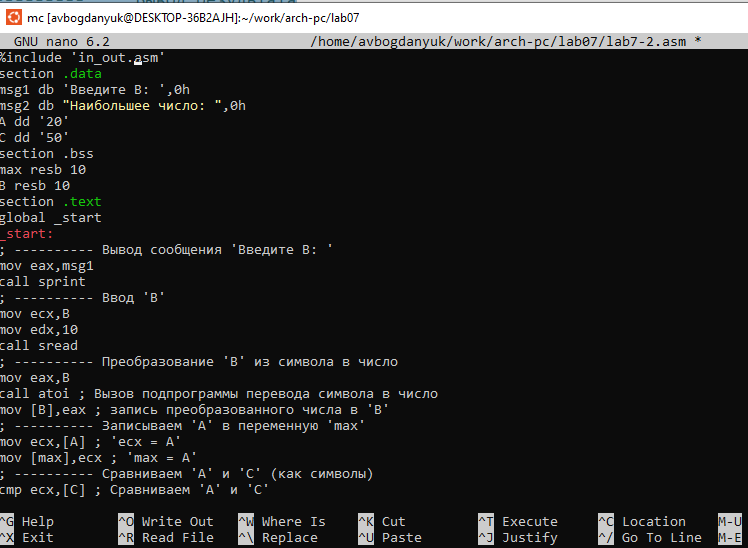 mc [avbogdanyuk@DESKTOP-36B2AJH]:~/work/arch-pc/lab07
GNU nano 6.2 /home/avbogdanyuk/work/arch-pc/lab07/lab7-2.asm *
%include 'in_out.asm'
section .data
msg1 db 'Введите B: ',0h
msg2 db "Наибольшее число: ",0h
A dd '20'
C dd '50'
section .bss
max resb 10
B resb 10
section .text
global _start
_start:
; ---------- Вывод сообщения 'Введите B: '
mov eax,msg1
call sprint
; ---------- Ввод 'B'
mov ecx,B
mov edx,10
call sread
; ---------- Преобразование 'B' из символа в число
mov eax,B
call atoi ; Вызов подпрограммы перевода символа в число
mov [B],eax ; запись преобразованного числа в 'B'
; ---------- Записываем 'A' в переменную 'max'
mov ecx,[A] ; 'ecx = A'
mov [max],ecx ; 'max = A'
; ---------- Сравниваем 'A' и 'С' (как символы)
cmp ecx,[C] ; Сравниваем 'A' и 'С'
^G Help ^O Write Out ^W Where Is ^K Cut ^T Execute ^C Location M-U
^X Exit ^R Read File ^\ Replace ^U Paste ^J Justify ^/ Go To Line M-E